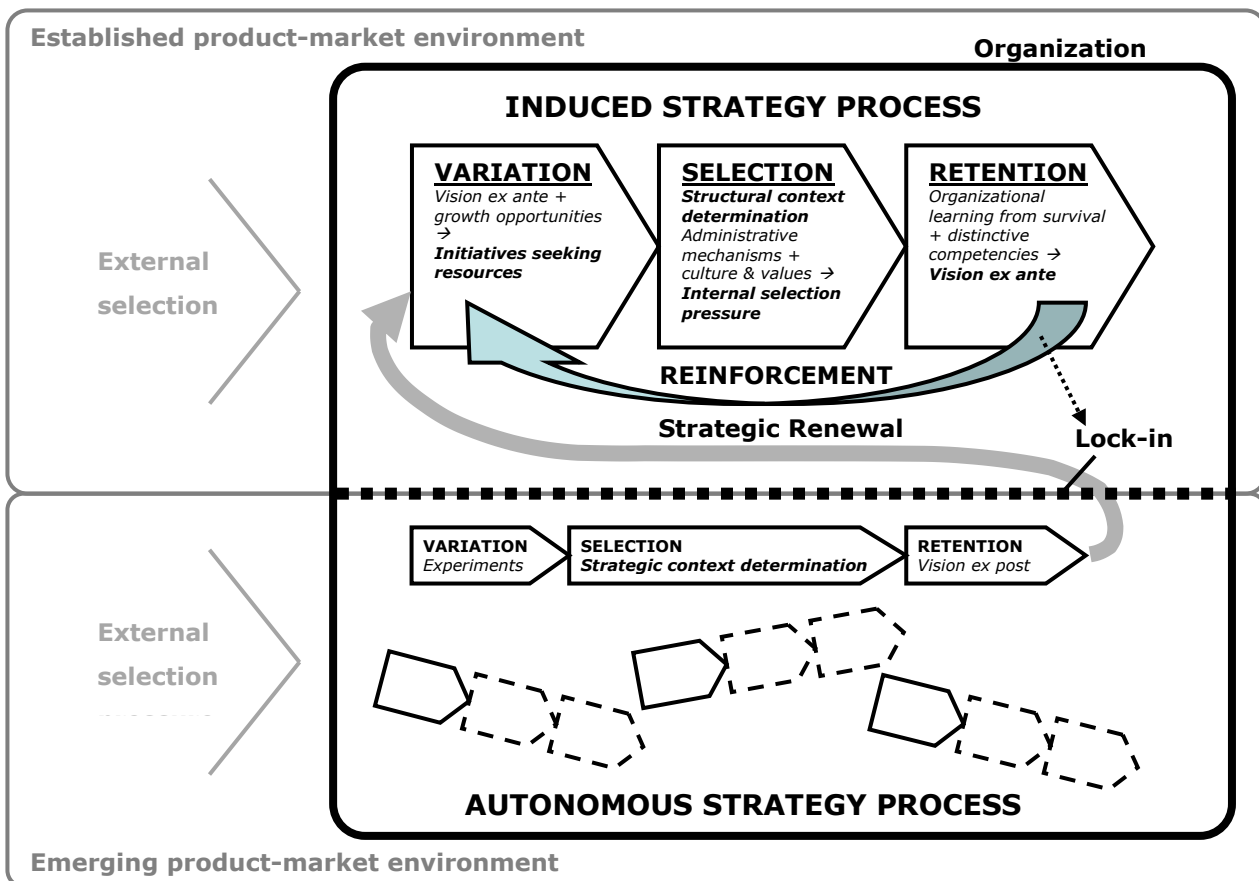 Established product-market environment
Organization
INDUCED STRATEGY PROCESS
VARIATION
Vision ex ante +
growth opportunities
→
Initiatives seeking
resources
SELECTION
Structural context
determination
Administrative
mechanisms +
culture & values →
Internal selection
pressure
RETENTION
Organizational
learning from survival
+ distinctive
competencies →
Vision ex ante
External
selection
REINFORCEMENT
Strategic Renewal
Lock-in
VARIATION
Experiments
SELECTION
Strategic context determination
RETENTION
Vision ex post
External
selection
AUTONOMOUS STRATEGY PROCESS
Emerging product-market environment